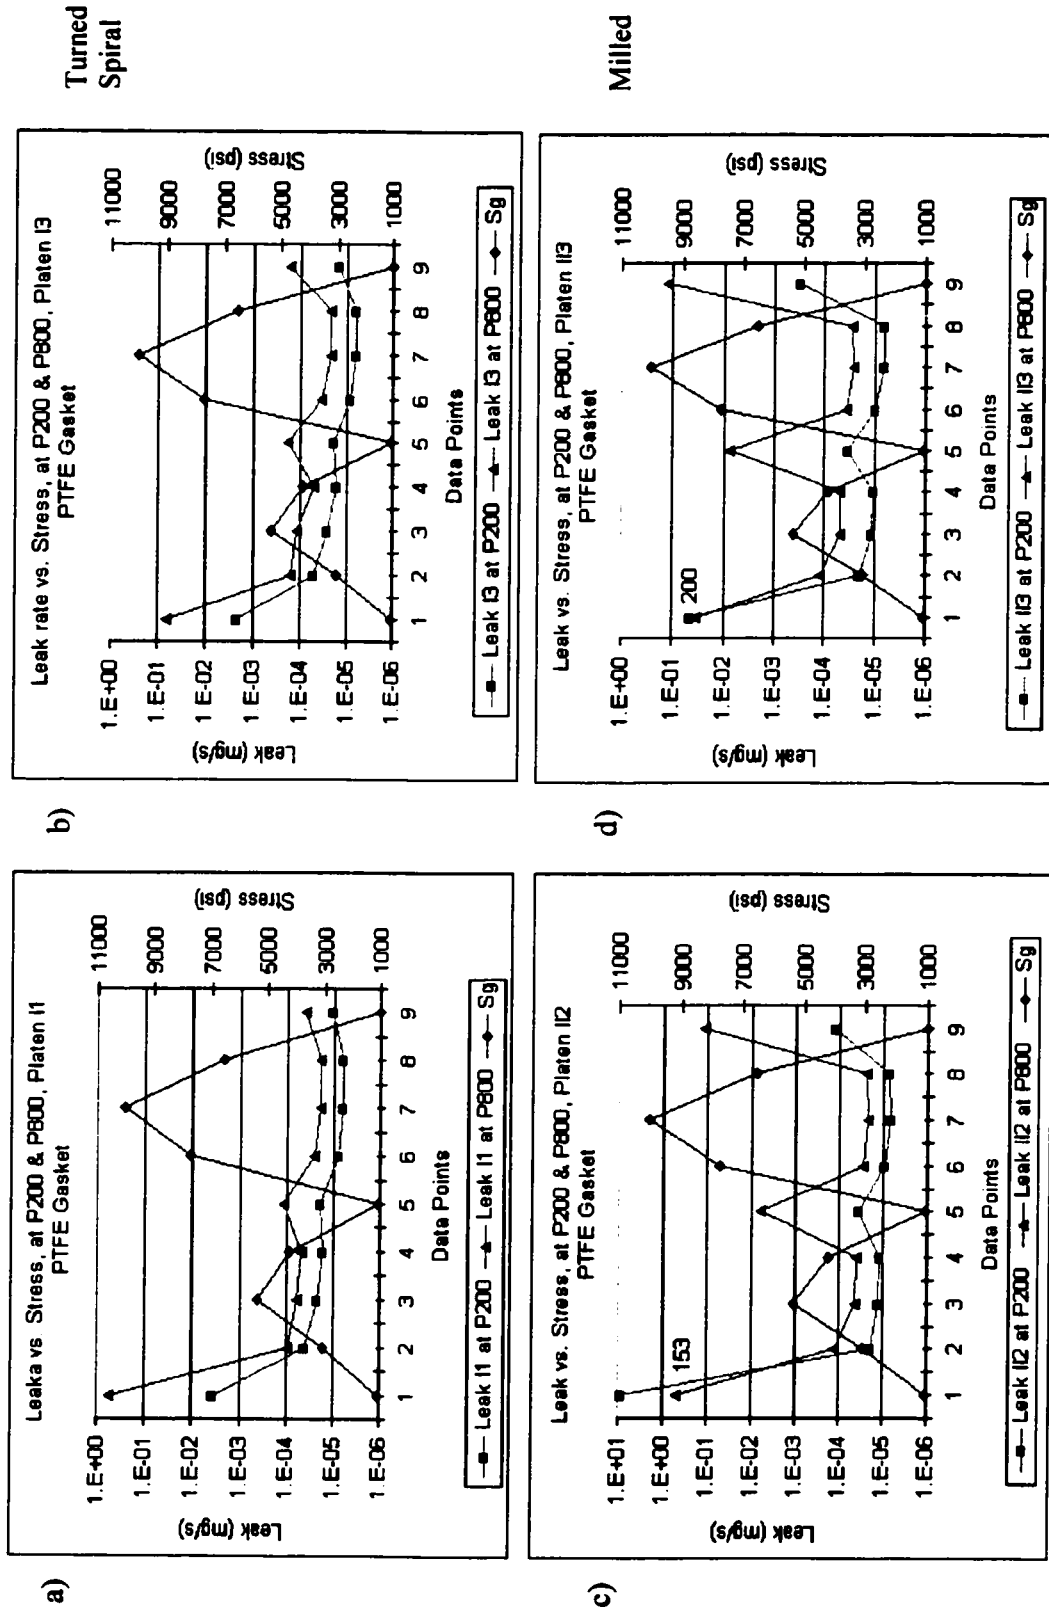 a)
Leaka vs Stress, at P200 & P800, Platen I1
PTFE Gasket
Leak (mg/s)
1.E+00
1.E-01
1.E-02
1.E-03
1.E-04
1.E-05
1.E-06
Stress (psi)
11000
9000
7000
5000
3000
1000
1 2 3 4 5 6 7 8 9
Data Points
Leak I1 at P200 Leak I1 at P800 Sg
b)
Leak rate vs. Stress, at P200 & P800, Platen I3
PTFE Gasket
Leak (mg/s)
1.E+00
1.E-01
1.E-02
1.E-03
1.E-04
1.E-05
1.E-06
Stress (psi)
11000
9000
7000
5000
3000
1000
1 2 3 4 5 6 7 8 9
Data Points
Leak I3 at P200 Leak I3 at P800 Sg
Turned
Spiral
c)
Leak vs. Stress, at P200 & P800, Platen II2
PTFE Gasket
Leak (mg/s)
1.E+01
1.E+00
1.E-01
1.E-02
1.E-03
1.E-04
1.E-05
1.E-06
Stress (psi)
11000
9000
7000
5000
3000
1000
153
1 2 3 4 5 6 7 8 9
Data Points
Leak II2 at P200 Leak II2 at P800 Sg
d)
Leak vs. Stress, at P200 & P800, Platen II3
PTFE Gasket
Leak (mg/s)
1.E+00
1.E-01
1.E-02
1.E-03
1.E-04
1.E-05
1.E-06
Stress (psi)
11000
9000
7000
5000
3000
1000
200
1 2 3 4 5 6 7 8 9
Data Points
Leak II3 at P200 Leak II3 at P800 Sg
Milled